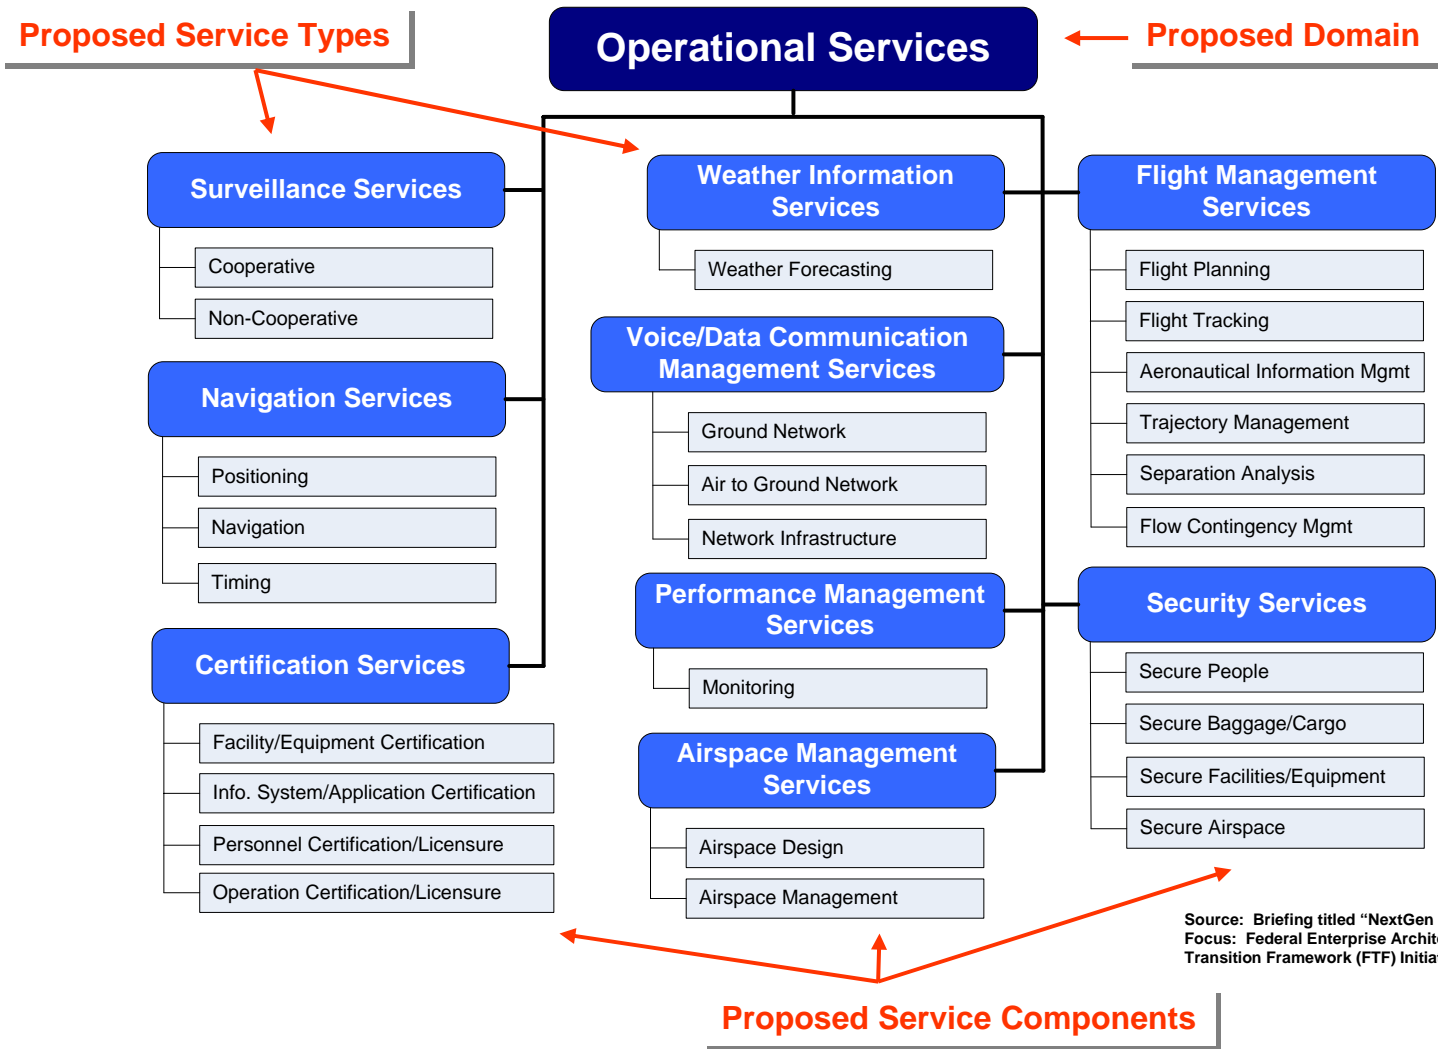 Proposed Service Types
Operational Services
Proposed Domain
Surveillance Services
Cooperative
Non-Cooperative
Navigation Services
Positioning
Navigation
Timing
Certification Services
Facility/Equipment Certification
Info. System/Application Certification
Personnel Certification/Licensure
Operation Certification/Licensure
Weather Information
Services
Weather Forecasting
Voice/Data Communication
Management Services
Ground Network
Air to Ground Network
Network Infrastructure
Performance Management
Services
Monitoring
Airspace Management
Services
Airspace Design
Airspace Management
Flight Management
Services
Flight Planning
Flight Tracking
Aeronautical Information Mgmt
Trajectory Management
Separation Analysis
Flow Contingency Mgmt
Security Services
Secure People
Secure Baggage/Cargo
Secure Facilities/Equipment
Secure Airspace
Source: Briefing titled “NextGen
Focus: Federal Enterprise
Transition Framework (FTF)
Proposed Service Components